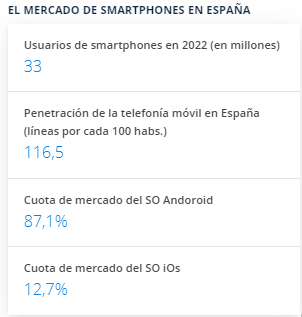 EL MERCADO DE SMARTPHONES EN ESPAÑA
Usuarios de smartphones en 2022 (en millones)
33
Penetración de la telefonía móvil en España
(líneas por cada 100 habs.)
116,5
Cuota de mercado del SO Andoroid
87,1%
Cuota de mercado del SO iOs
12,7%